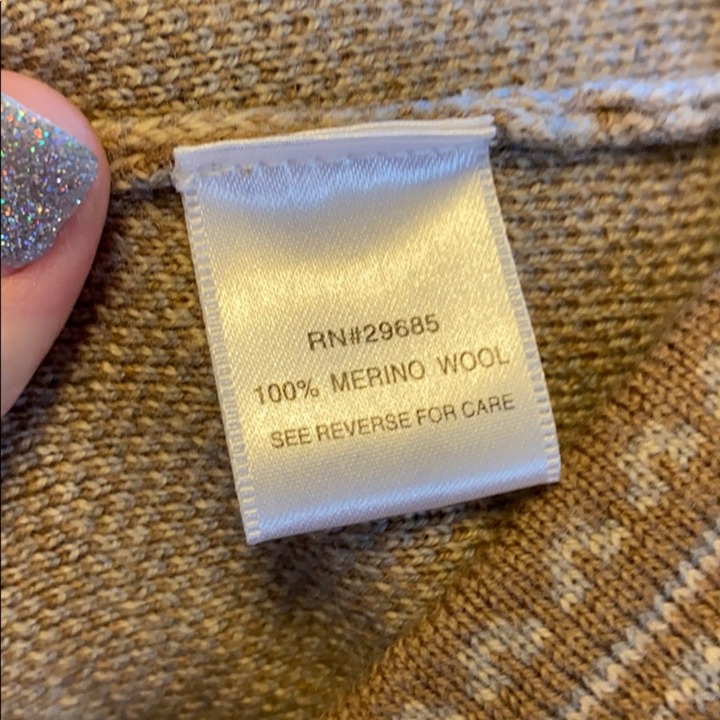 RN#29685
100% MERINO WOOL
SEE REVERSE FOR CARE